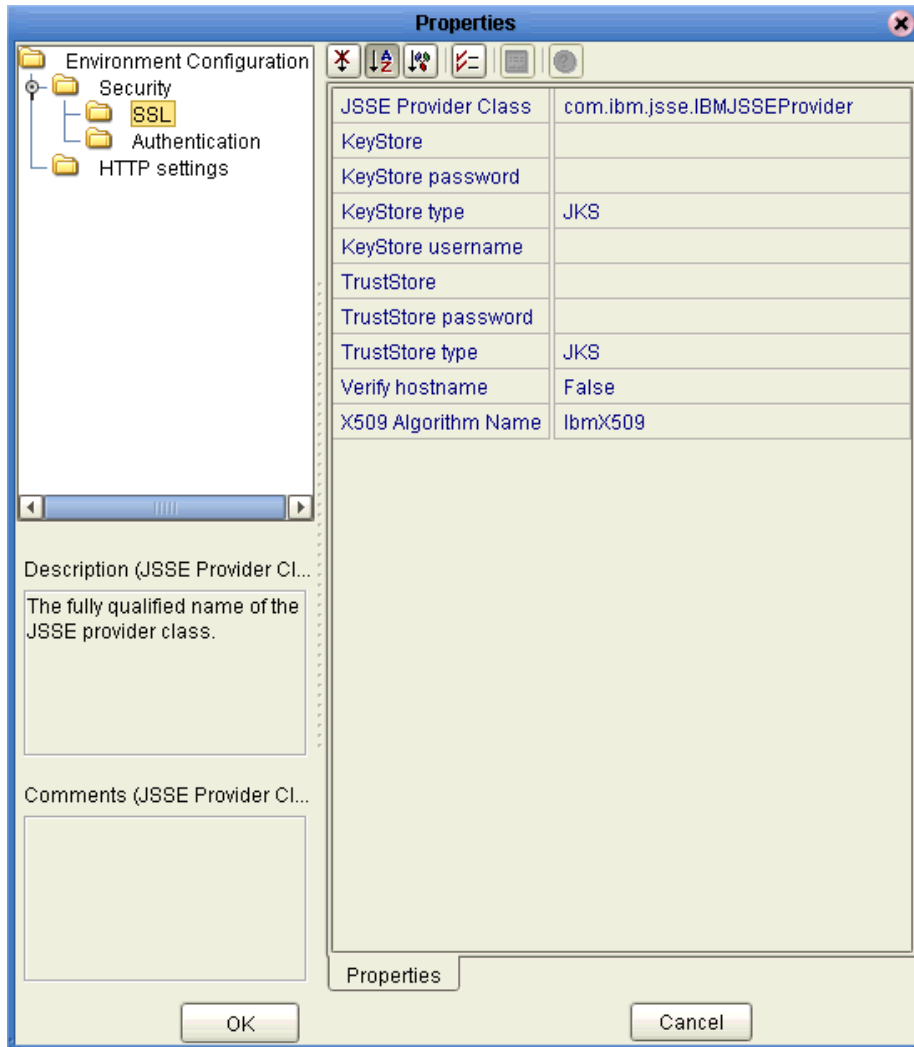 Properties
Environment Configuration
Security
SSL
Authentication
HTTP settings
JSSE Provider Class com.ibm.jsse.IBMJSSEProvider
KeyStore
KeyStore password
KeyStore type JKS
KeyStore username
TrustStore
TrustStore password
TrustStore type JKS
Verify hostname False
X509 Algorithm Name IbmX509
Description (JSSE Provider Cl...
The fully qualified name of the
JSSE provider class.
Comments (JSSE Provider Cl...
Properties
OK Cancel